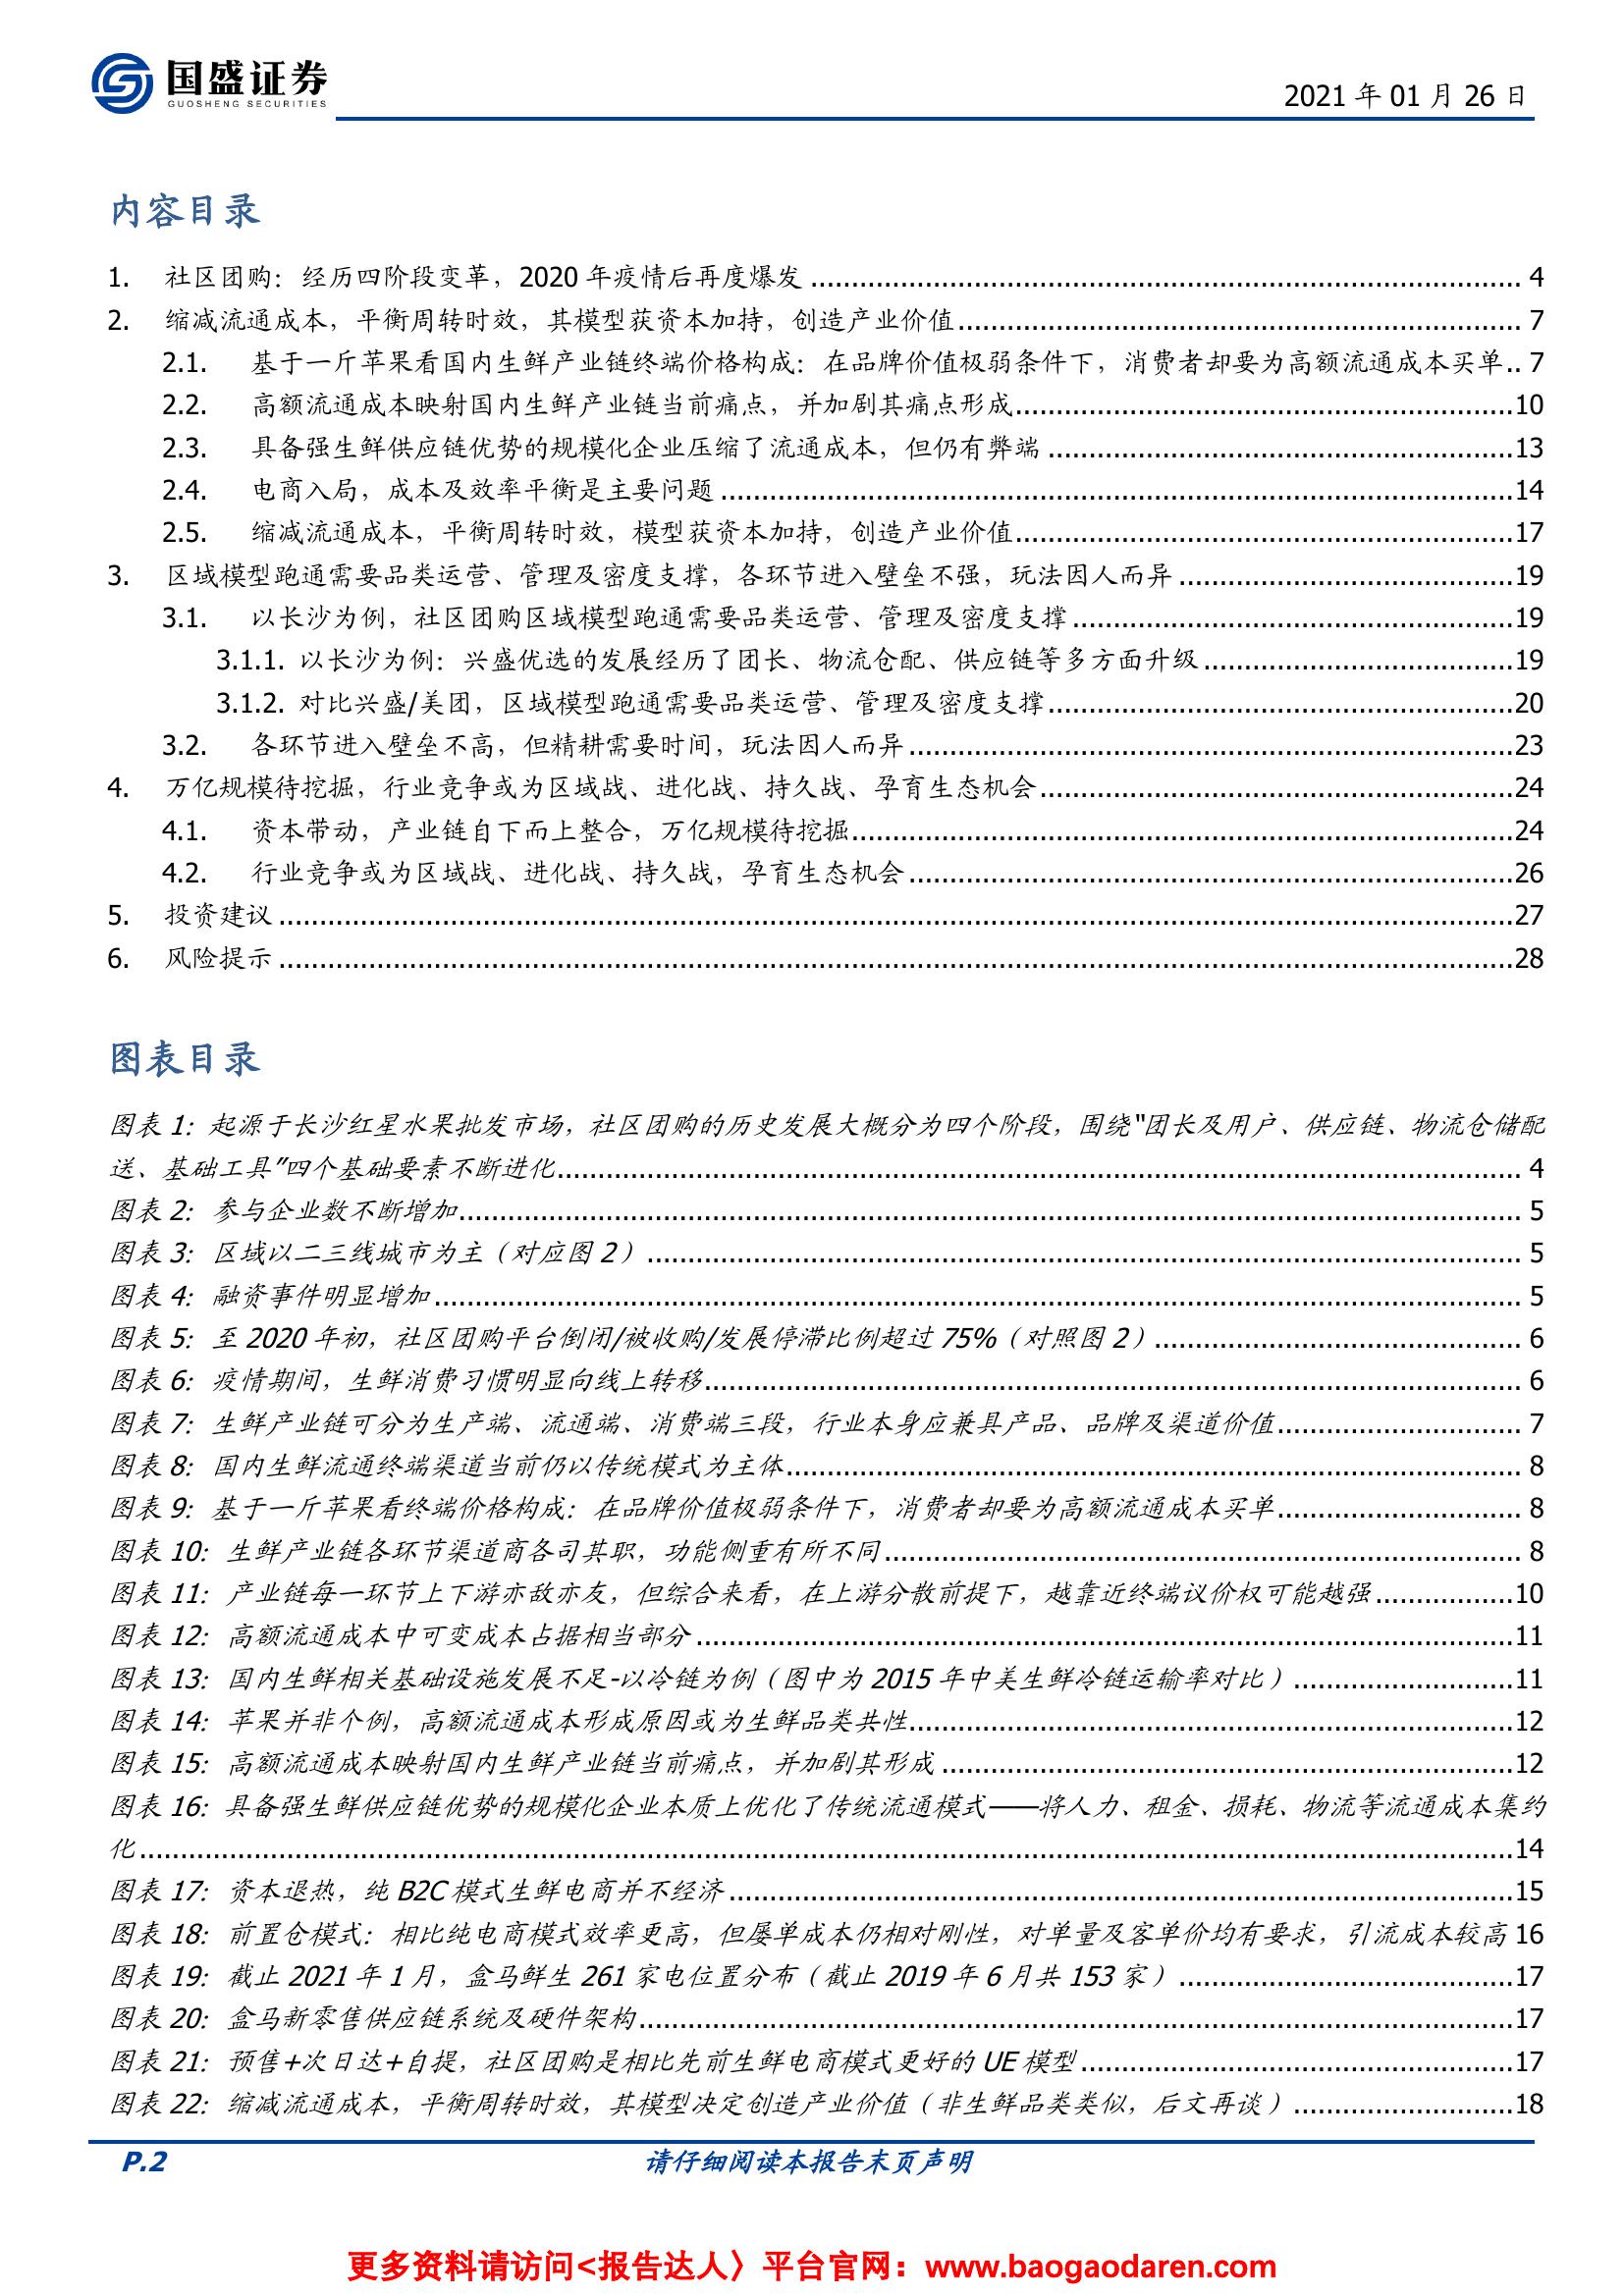 国盛证券
GUOSHENG SECURITIES
2021 年 01 月 26 日
内容目录
1. 社区团购：经历四阶段变革，2020 年疫情后再度爆发 4
2. 缩减流通成本，平衡周转时效，其模型获资本加持，创造产业价值 7
2.1. 基于一斤苹果看国内生鲜产业链终端价格构成：在品牌价值极弱条件下，消费者却要为高额流通成本买单 7
2.2. 高额流通成本映射国内生鲜产业链当前痛点，并加剧其痛点形成 10
2.3. 具备强生鲜供应链优势的规模化企业压缩了流通成本，但仍有弊端 13
2.4. 电商入局，成本及效率平衡是主要问题 14
2.5. 缩减流通成本，平衡周转时效，模型获资本加持，创造产业价值 17
3. 区域模型跑通需要品类运营、管理及密度支撑，各环节进入壁垒不强，玩法因人而异 19
3.1. 以长沙为例，社区团购区域模型跑通需要品类运营、管理及密度支撑 19
3.1.1. 以长沙为例：兴盛优选的发展经历了团长、物流仓配、供应链等多方面升级 19
3.1.2. 对比兴盛/美团，区域模型跑通需要品类运营、管理及密度支撑 20
3.2. 各环节进入壁垒不高，但精耕需要时间，玩法因人而异 23
4. 万亿规模待挖掘，行业竞争或为区域战、进化战、持久战、孕育生态机会 24
4.1. 资本带动，产业链自下而上整合，万亿规模待挖掘 24
4.2. 行业竞争或为区域战、进化战、持久战，孕育生态机会 26
5. 投资建议 27
6. 风险提示 28
图表目录
图表 1：起源于长沙红星水果批发市场，社区团购的历史发展大概分为四个阶段，围绕"团长及用户、供应链、物流仓储配
送、基础工具"四个基础要素不断进化 4
图表 2：参与企业数不断增加 5
图表 3：区域以二三线城市为主（对应图 2） 5
图表 4：融资事件明显增加 5
图表 5：至 2020 年初，社区团购平台倒闭/被收购/发展停滞比例超过 75%（对照图 2） 6
图表 6：疫情期间，生鲜消费习惯明显向线上转移 6
图表 7：生鲜产业链可分为生产端、流通端、消费端三段，行业本身应兼具产品、品牌及渠道价值 7
图表 8：国内生鲜流通终端渠道当前仍以传统模式为主体 8
图表 9：基于一斤苹果看终端价格构成：在品牌价值极弱条件下，消费者却要为高额流通成本买单 8
图表 10：生鲜产业链各环节渠道商各司其职，功能侧重有所不同 8
图表 11：产业链每一环节上下游亦敌亦友，但综合来看，在上游分散前提下，越靠近终端议价权可能越强 10
图表 12：高额流通成本中可变成本占据相当部分 11
图表 13：国内生鲜相关基础设施发展不足-以冷链为例（图中为 2015 年中美生鲜冷链运输率对比） 11
图表 14：苹果并非个例，高额流通成本形成原因或为生鲜品类共性 12
图表 15：高额流通成本映射国内生鲜产业链当前痛点，并加剧其形成 12
图表 16：具备强生鲜供应链优势的规模化企业本质上优化了传统流通模式——将人力、租金、损耗、物流等流通成本集约
化 14
图表 17：资本退热，纯 B2C 模式生鲜电商并不经济 15
图表 18：前置仓模式：相比纯电商模式效率更高，但屡单成本仍相对刚性，对单量及客单价均有要求，引流成本较高 16
图表 19：截止 2021 年 1 月，盒马鲜生 261 家电位置分布（截止 2019 年 6 月共 153 家） 17
图表 20：盒马新零售供应链系统及硬件架构 17
图表 21：预售+次日达+自提，社区团购是相比先前生鲜电商模式更好的 UE 模型 17
图表 22：缩减流通成本，平衡周转时效，其模型决定创造产业价值（非生鲜品类类似，后文再谈） 18
P.2
请仔细阅读本报告末页声明
更多资料请访问<报告达人〉平台官网：www.baogaodaren.com